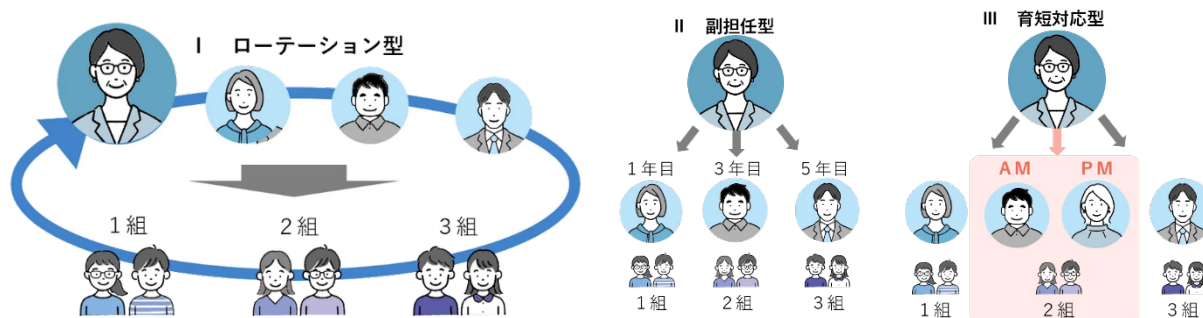 Ⅰ ローテーション型
1組 2組 3組
Ⅱ 副担任型
1年目 3年目 5年目
1組 2組 3組
Ⅲ 育短対応型
AM PM
1組 2組 3組